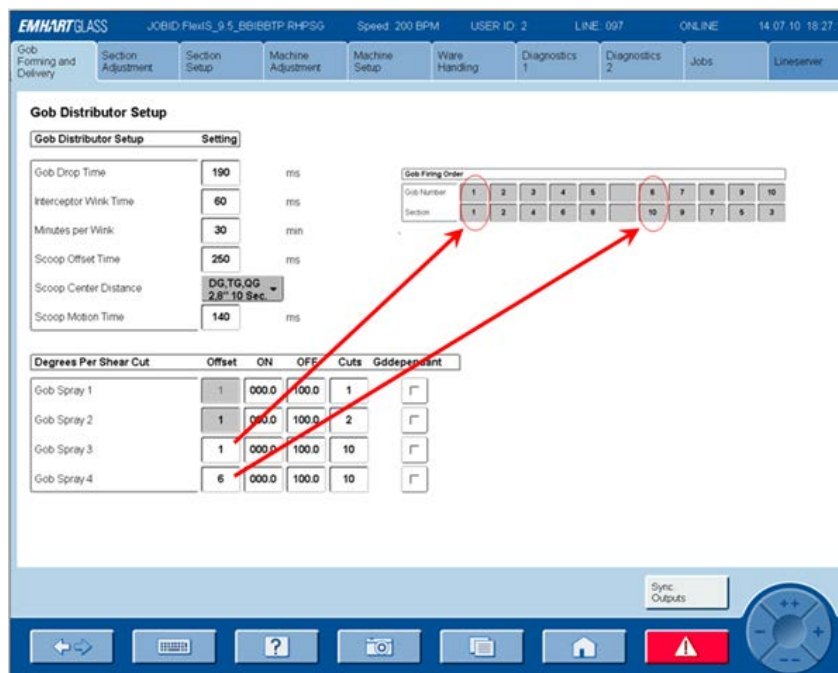 EMHART GLASS JOBID:FlexIS_9.5_BBIBBTP.RHPSG Speed: 200 BPM USER ID: 2 LINE: 097 ONLINE 14.07.10 18:27
Gob Forming and Delivery
Section Adjustment
Section Setup
Machine Adjustment
Machine Setup
Ware Handling
Diagnostics 1
Diagnostics 2
Jobs
Lineserver
Gob Distributor Setup
Gob Distributor Setup Setting
Gob Drop Time 190 ms
Interceptor Wink Time 60 ms
Minutes per Wink 30 min
Scoop Offset Time 250 ms
Scoop Center Distance DG,TG,QG 2,8" 10 Sec.
Scoop Motion Time 140 ms
Gob Firing Order
Gob Number 1 2 3 4 5 6 7 8 9 10
Section 1 2 4 6 8 10 9 7 5 3
Degrees Per Shear Cut Offset ON OFF Cuts Gddependant
Gob Spray 1 1 000.0 100.0 1
Gob Spray 2 1 000.0 100.0 2
Gob Spray 3 1 000.0 100.0 10
Gob Spray 4 6 000.0 100.0 10
Sync. Outputs
?
++
- +
--